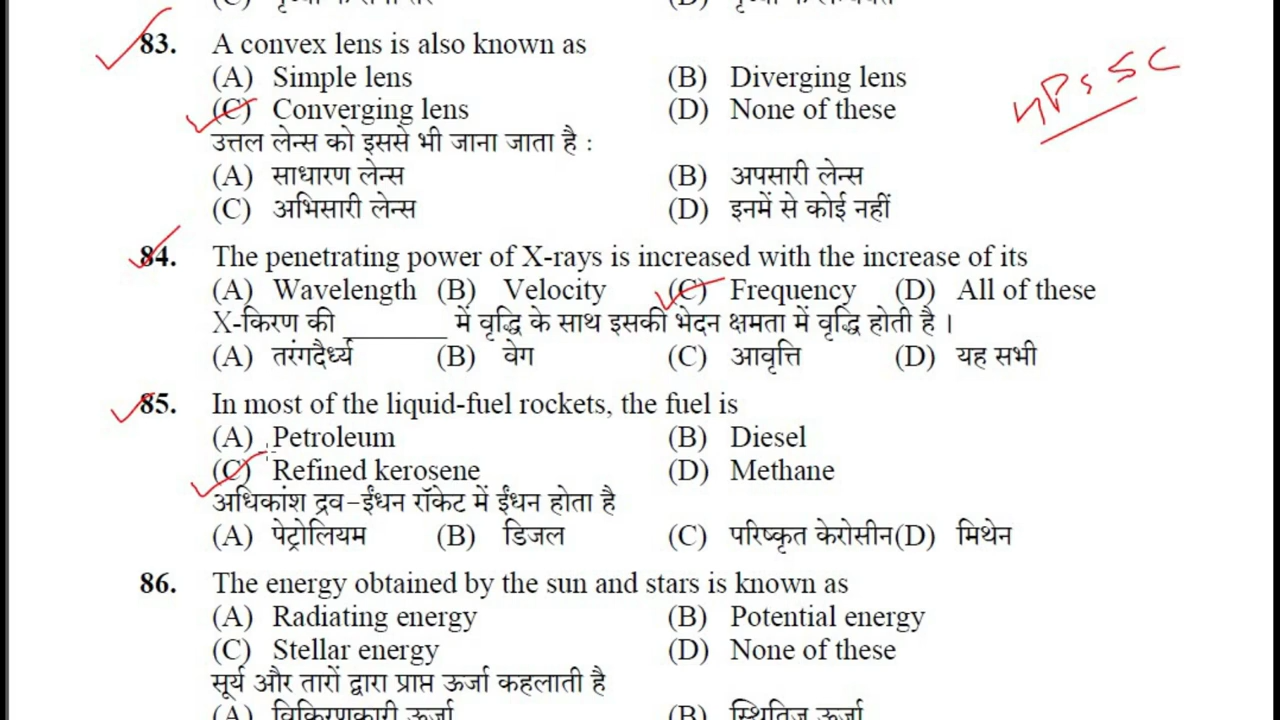 83. A convex lens is also known as
(A) Simple lens (B) Diverging lens
(C) Converging lens (D) None of these
उत्तल लेन्स को इससे भी जाना जाता है :
(A) साधारण लेन्स (B) अपसारी लेन्स
(C) अभिसारी लेन्स (D) इनमें से कोई नहीं
84. The penetrating power of X-rays is increased with the increase of its
(A) Wavelength (B) Velocity (C) Frequency (D) All of these
X-किरण की ________ में वृद्धि के साथ इसकी भेदन क्षमता में वृद्धि होती है ।
(A) तरंगदैर्ध्य (B) वेग (C) आवृत्ति (D) यह सभी
85. In most of the liquid-fuel rockets, the fuel is
(A) Petroleum (B) Diesel
(C) Refined kerosene (D) Methane
अधिकांश द्रव-ईंधन रॉकेट में ईंधन होता है
(A) पेट्रोलियम (B) डिजल (C) परिष्कृत केरोसीन(D) मिथेन
86. The energy obtained by the sun and stars is known as
(A) Radiating energy (B) Potential energy
(C) Stellar energy (D) None of these
सूर्य और तारों द्वारा प्राप्त ऊर्जा कहलाती है
(A) विकिरणकारी ऊर्जा (B) स्थितिज ऊर्जा